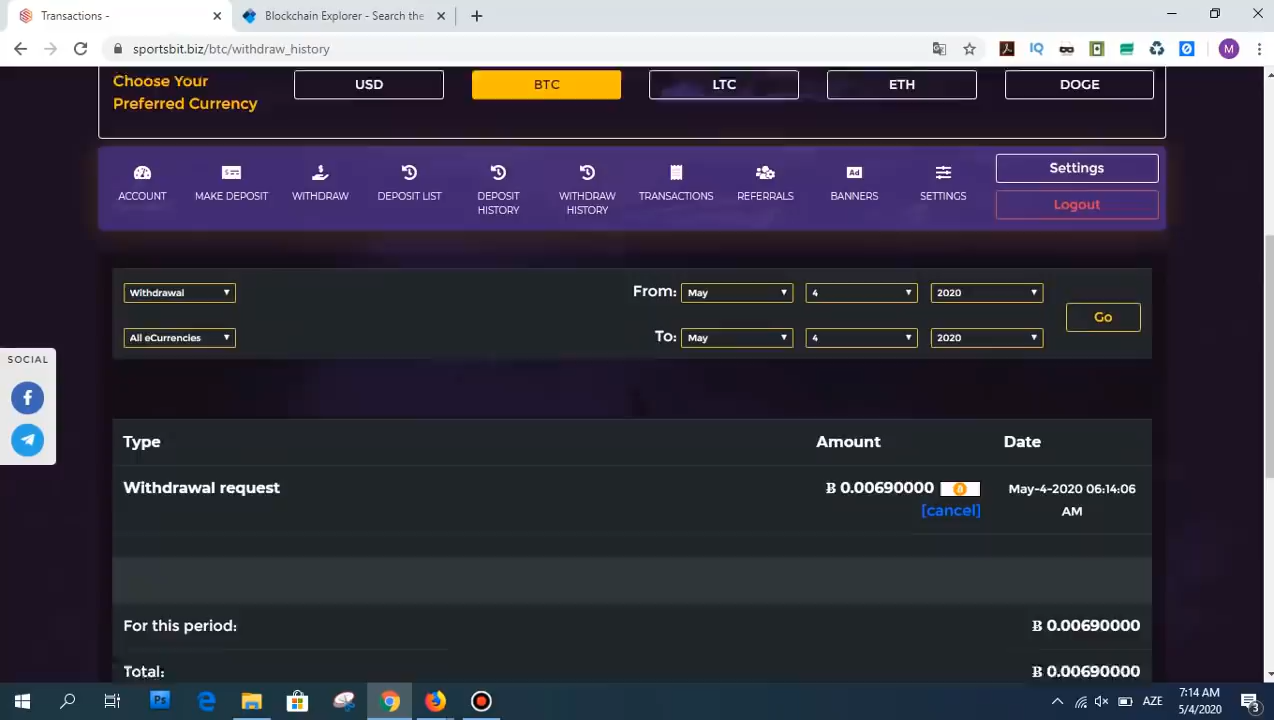 Transactions -
Blockchain Explorer - Search the
sportsbit.biz/btc/withdraw_history
IQ
M
Choose Your
Preferred Currency
USD
BTC
LTC
ETH
DOGE
ACCOUNT
MAKE DEPOSIT
WITHDRAW
DEPOSIT LIST
DEPOSIT
HISTORY
WITHDRAW
HISTORY
TRANSACTIONS
REFERRALS
Ad
BANNERS
SETTINGS
Settings
Logout
Withdrawal
From: May 4 2020
Go
All eCurrencies
To: May 4 2020
SOCIAL
Type Amount Date
Withdrawal request Ƀ 0.00690000 May-4-2020 06:14:06
[cancel] AM
For this period: Ƀ 0.00690000
Total: Ƀ 0.00690000
Ps
AZE
7:14 AM
5/4/2020
3